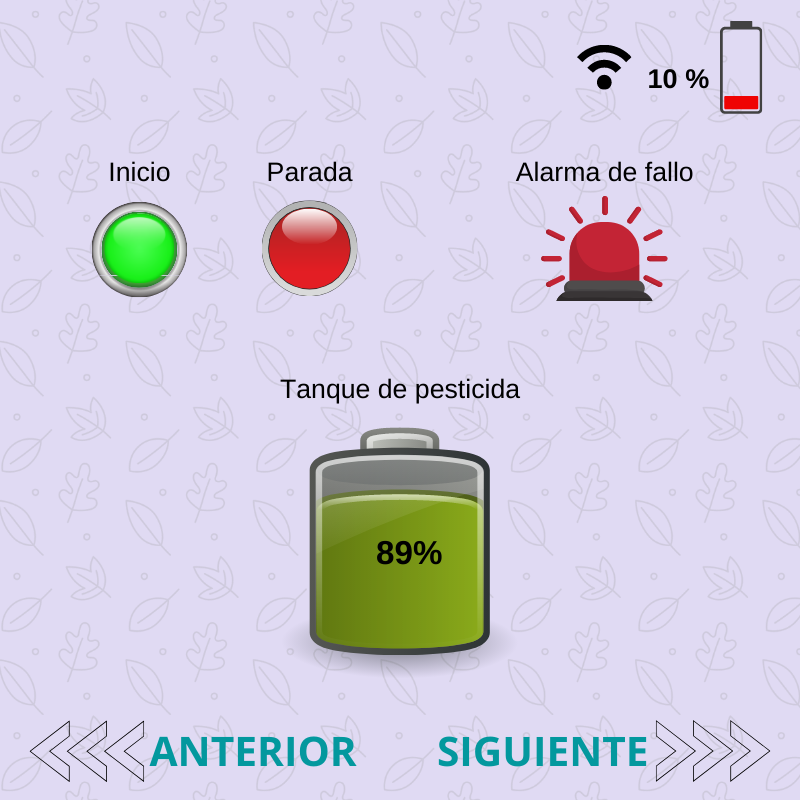 10 %
Inicio
Parada
Alarma de fallo
Tanque de pesticida
89%
ANTERIOR
SIGUIENTE